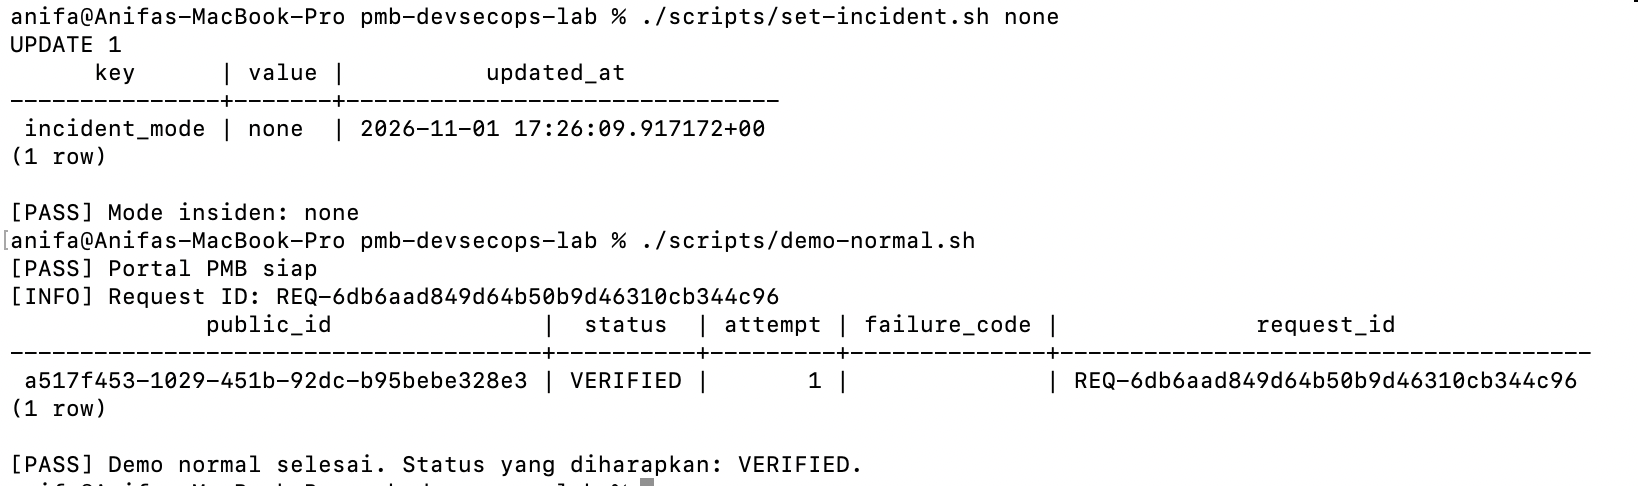 anifa@Anifas-MacBook-Pro pmb-devsecops-lab % ./scripts/set-incident.sh none
UPDATE 1
key | value | updated_at
---------------+-------+-------------------------------
incident_mode | none | 2026-11-01 17:26:09.917172+00
(1 row)
[PASS] Mode insiden: none
[anifa@Anifas-MacBook-Pro pmb-devsecops-lab % ./scripts/demo-normal.sh
[PASS] Portal PMB siap
[INFO] Request ID: REQ-6db6aad849d64b50b9d46310cb344c96
public_id | status | attempt | failure_code | request_id
--------------------------------------+----------+---------+--------------+--------------------------------------
a517f453-1029-451b-92dc-b95bebe328e3 | VERIFIED | 1 | | REQ-6db6aad849d64b50b9d46310cb344c96
(1 row)
[PASS] Demo normal selesai. Status yang diharapkan: VERIFIED.